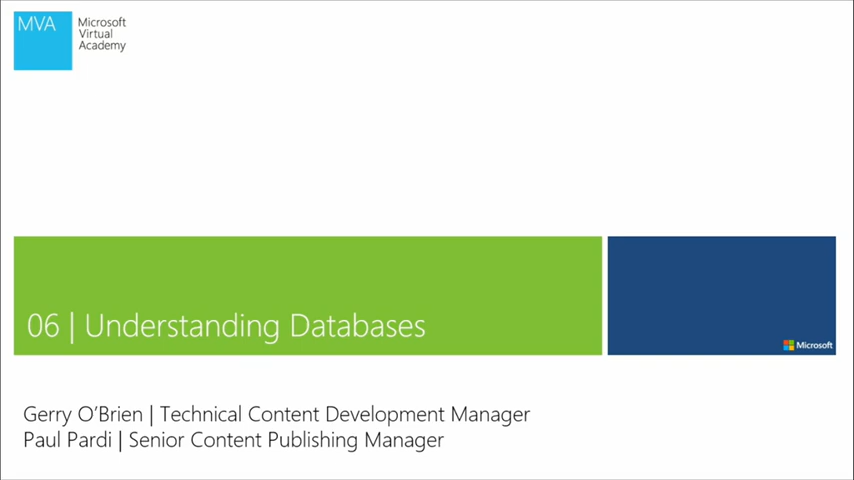 MVA
Microsoft
Virtual
Academy
06 | Understanding Databases
Microsoft
Gerry O'Brien | Technical Content Development Manager
Paul Pardi | Senior Content Publishing Manager